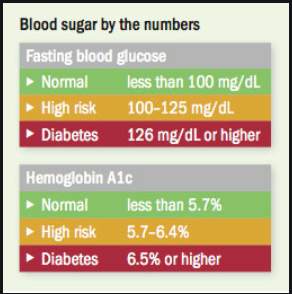 Blood sugar by the numbers
Fasting blood glucose
▶ Normal less than 100 mg/dL
▶ High risk 100–125 mg/dL
▶ Diabetes 126 mg/dL or higher
Hemoglobin A1c
▶ Normal less than 5.7%
▶ High risk 5.7–6.4%
▶ Diabetes 6.5% or higher